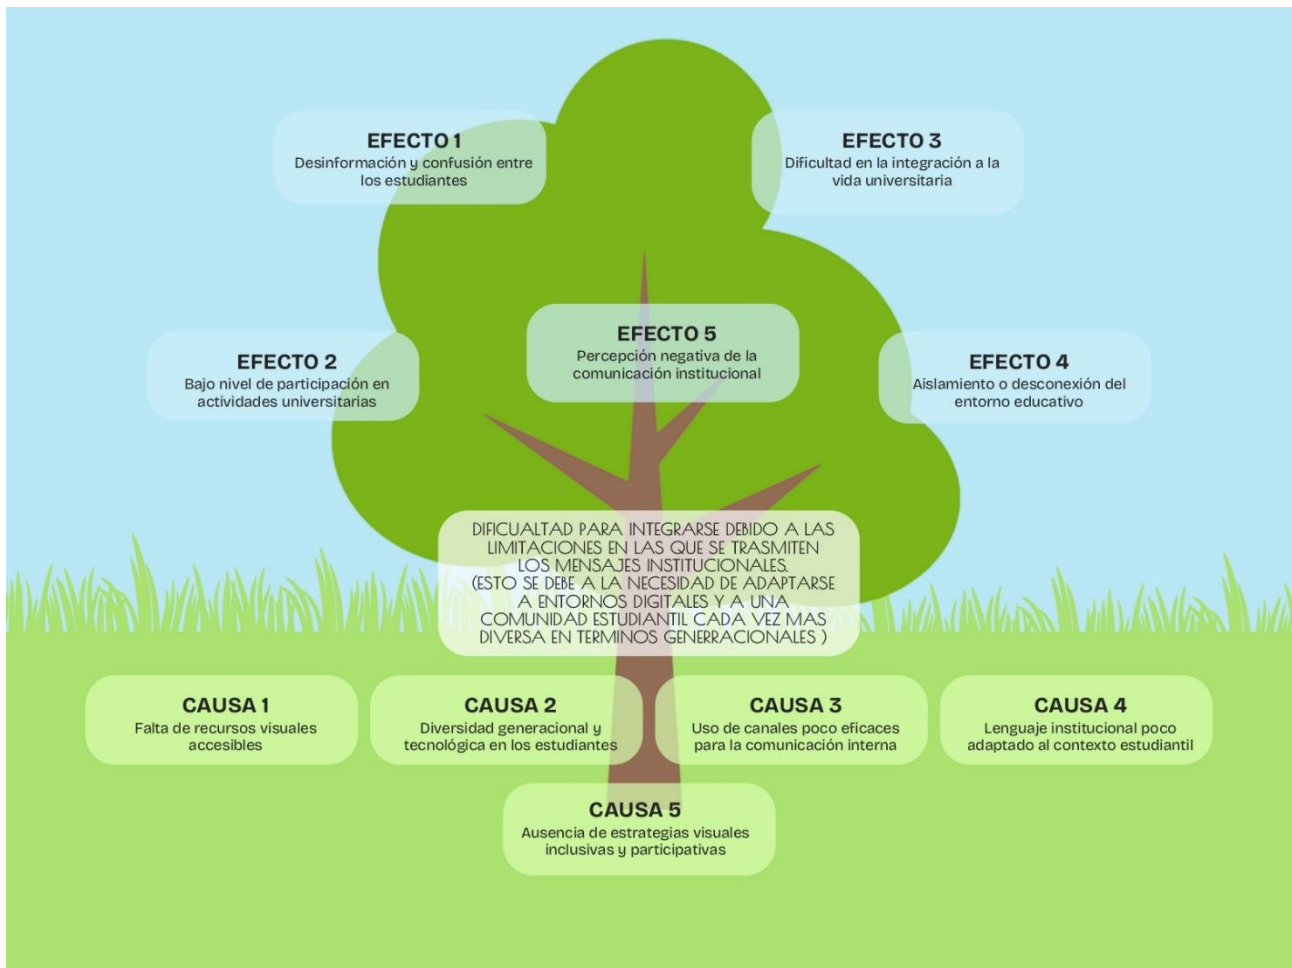 EFECTO 1
Desinformación y confusión entre
los estudiantes
EFECTO 3
Dificultad en la integración a la
vida universitaria
EFECTO 2
Bajo nivel de participación en
actividades universitarias
EFECTO 5
Percepción negativa de la
comunicación institucional
EFECTO 4
Aislamiento o desconexión del
entorno educativo
DIFICUALTAD PARA INTEGRARSE DEBIDO A LAS
LIMITACIONES EN LAS QUE SE TRASMITEN
LOS MENSAJES INSTITUCIONALES.
(ESTO SE DEBE A LA NECESIDAD DE ADAPTARSE
A ENTORNOS DIGITALES Y A UNA
COMUNIDAD ESTUDIANTIL CADA VEZ MAS
DIVERSA EN TERMINOS GENERRACIONALES )
CAUSA 1
Falta de recursos visuales
accesibles
CAUSA 2
Diversidad generacional y
tecnológica en los estudiantes
CAUSA 3
Uso de canales poco eficaces
para la comunicación interna
CAUSA 4
Lenguaje institucional poco
adaptado al contexto estudiantil
CAUSA 5
Ausencia de estrategias visuales
inclusivas y participativas